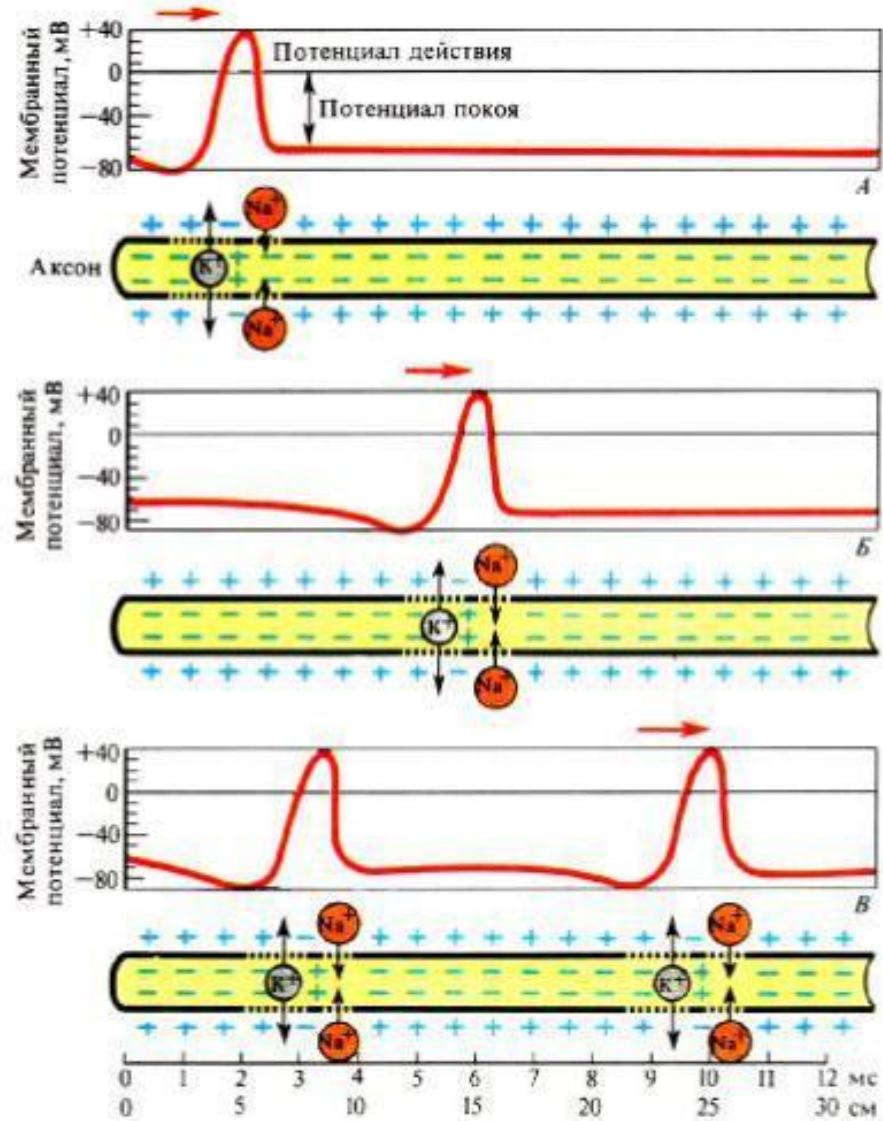 Мембранный
потенциал, мВ
+40
0
−40
−80
Потенциал действия
Потенциал покоя
А
Аксон
Na+
K+
Na+
Мембранный
потенциал, мВ
+40
0
−40
−80
Б
Na+
K+
Na+
Мембранный
потенциал, мВ
+40
0
−40
−80
В
Na+ Na+
K+ K+
Na+ Na+
0 1 2 3 4 5 6 7 8 9 10 11 12 мс
0 5 10 15 20 25 30 см